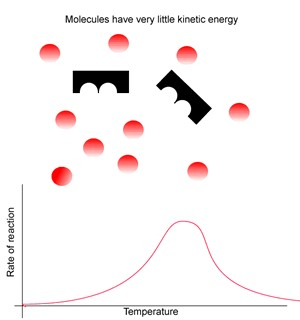 Molecules have very little kinetic energy
Rate of reaction
Temperature